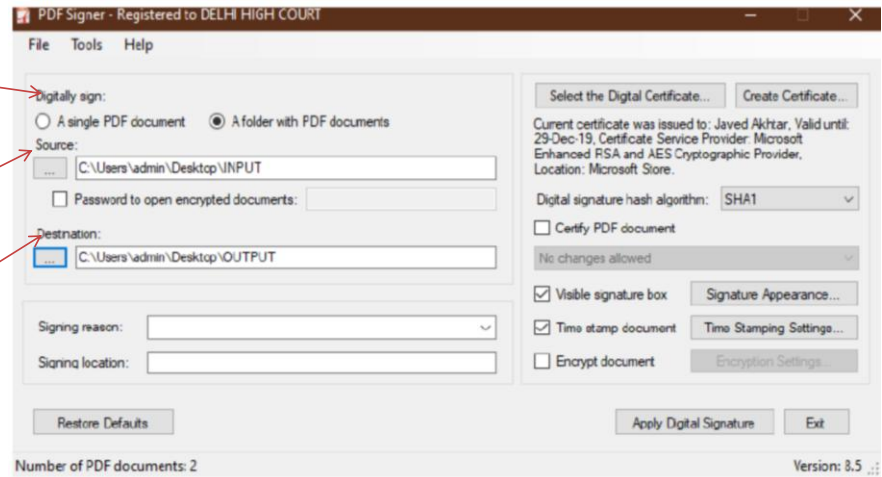 PDF Signer - Registered to DELHI HIGH COURT
File Tools Help
Digitally sign:
A single PDF document A folder with PDF documents
Source:
... C:\Users\admin\Desktop\INPUT
Password to open encrypted documents:
Destination:
... C:\Users\admin\Desktop\OUTPUT
Signing reason:
Signing location:
Select the Digital Certificate... Create Certificate...
Current certificate was issued to: Javed Akhtar, Valid until:
29-Dec-19, Certificate Service Provider: Microsoft
Enhanced RSA and AES Cryptographic Provider,
Location: Microsoft Store.
Digital signature hash algorithm: SHA1
Certify PDF document
No changes allowed
Visible signature box Signature Appearance...
Time stamp document Time Stamping Settings...
Encrypt document Encryption Settings...
Restore Defaults Apply Digital Signature Exit
Number of PDF documents: 2 Version: 8.5